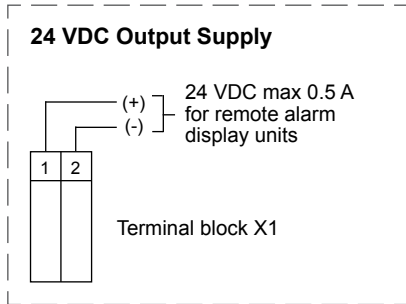 24 VDC Output Supply
(+)
(-)
24 VDC max 0.5 A
for remote alarm
display units
1 2
Terminal block X1